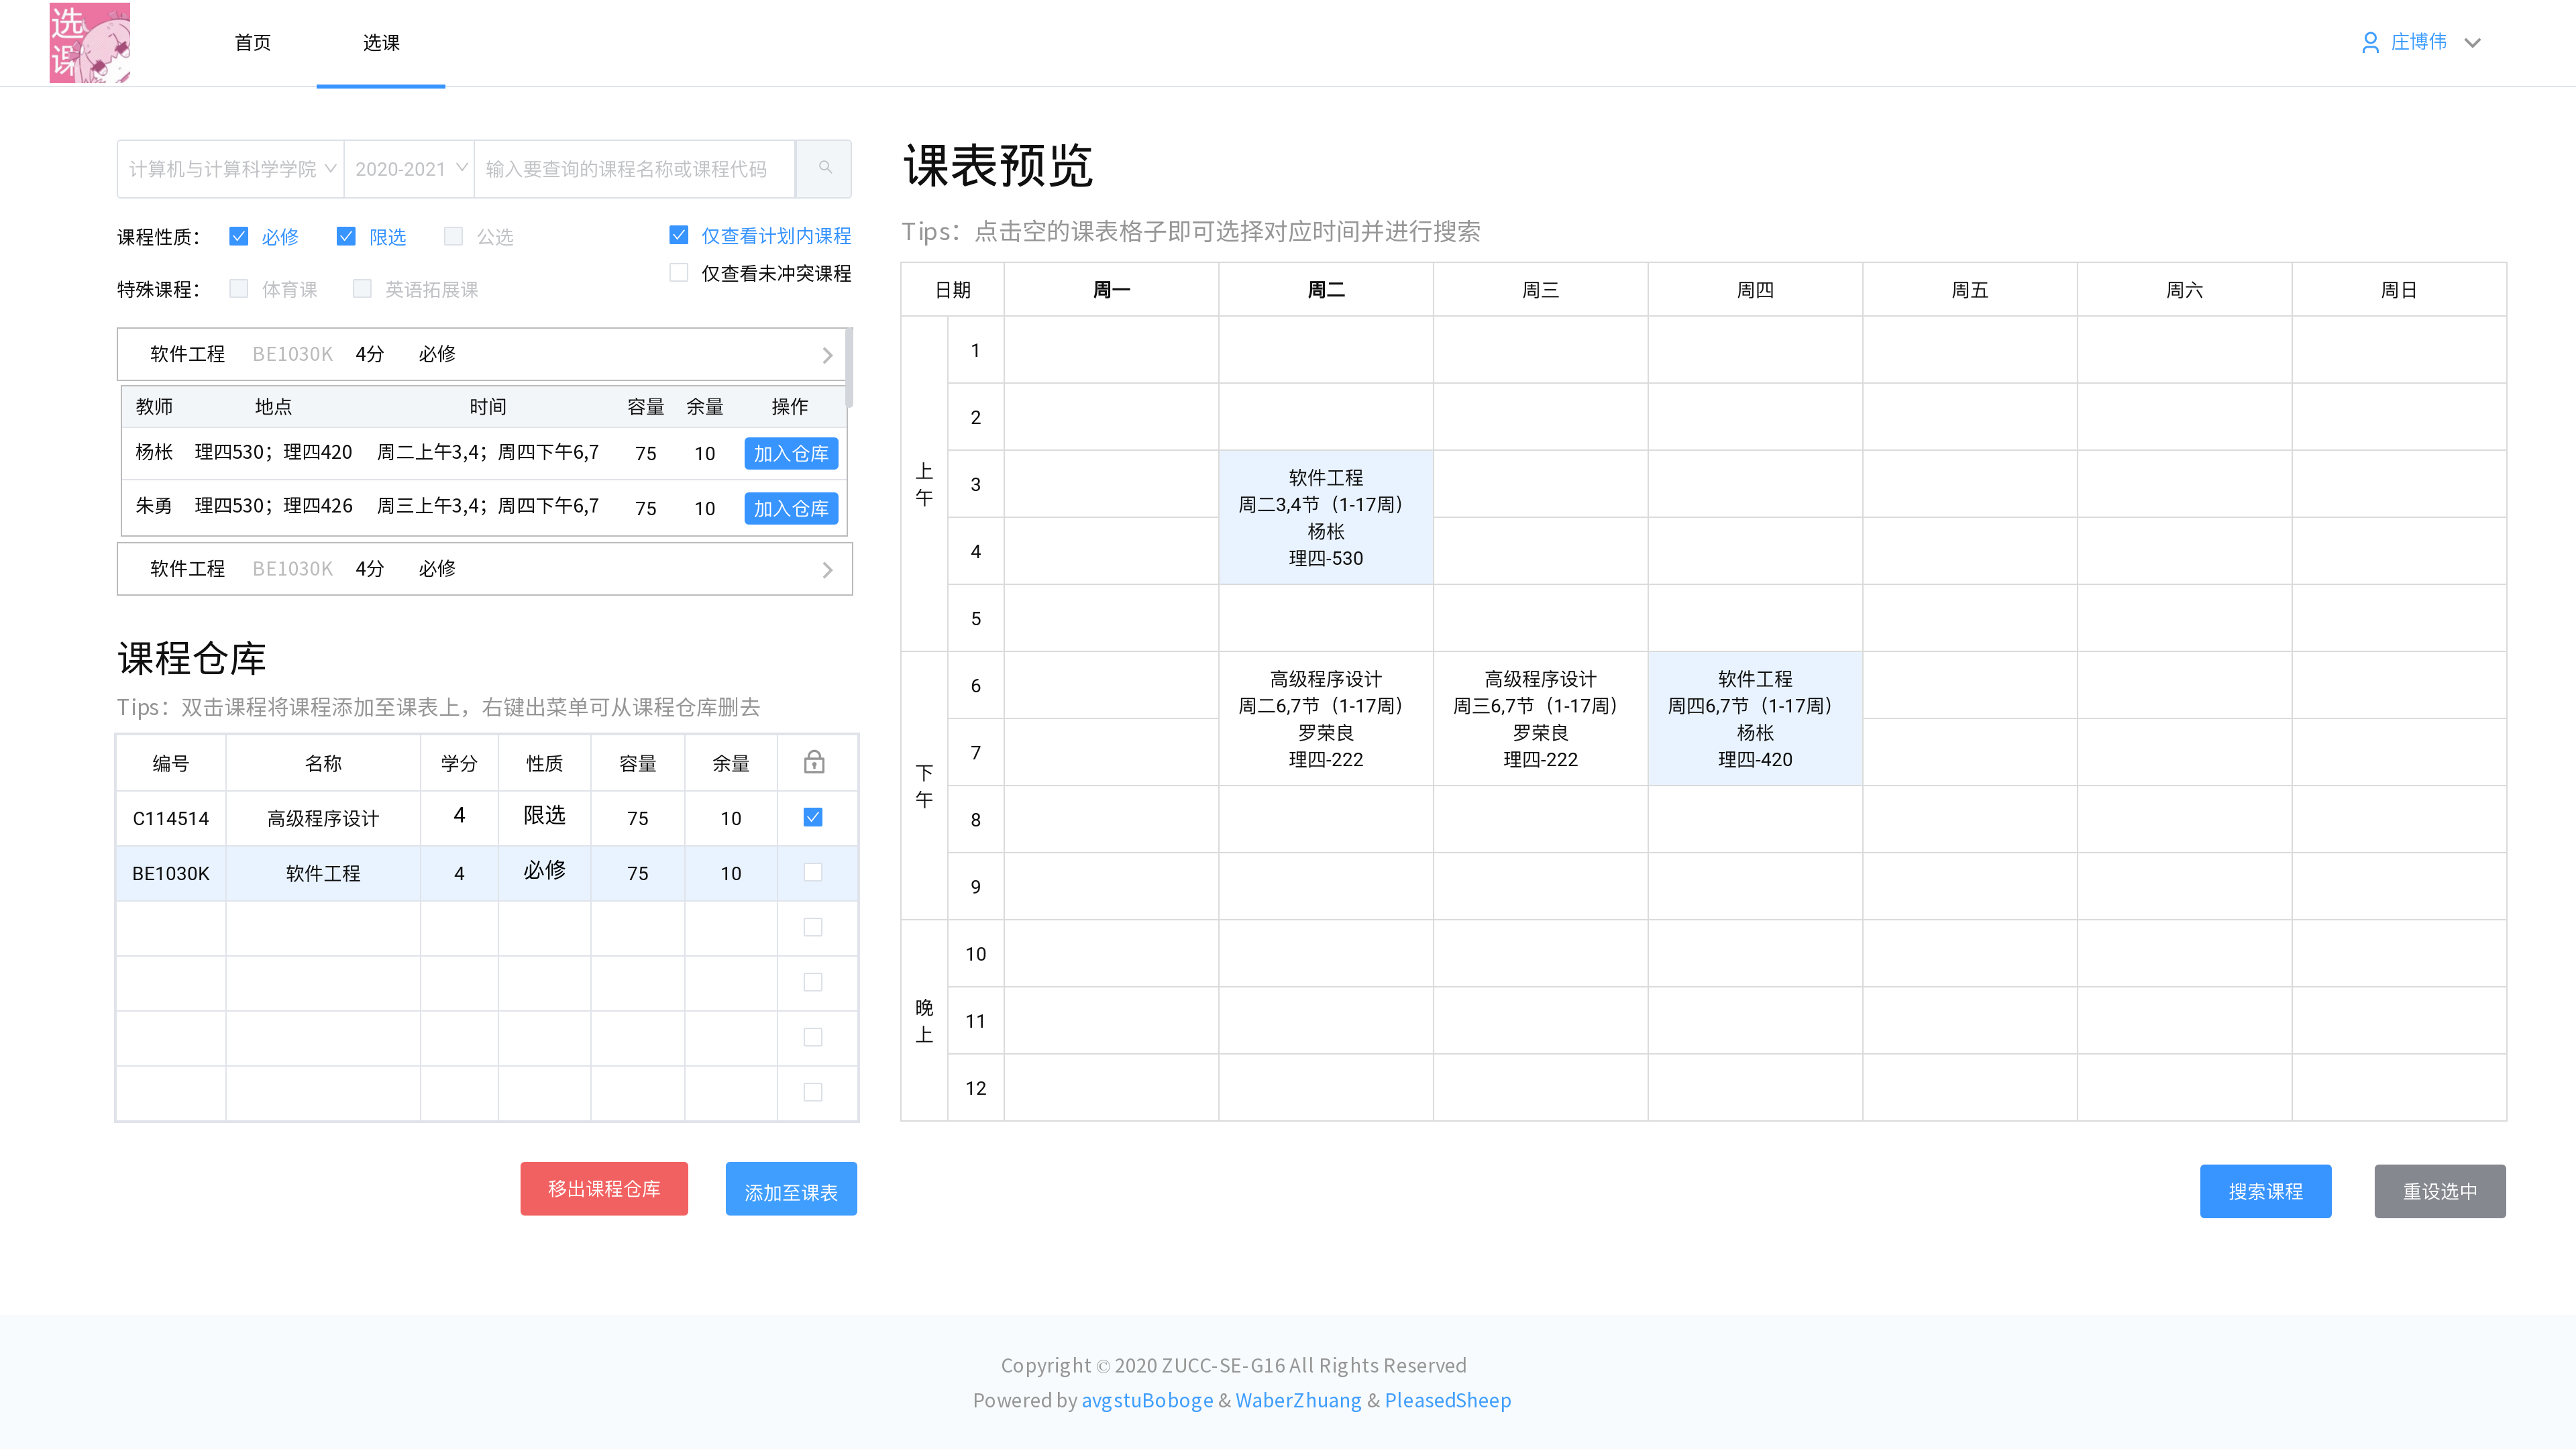 选课
首页 选课 庄博伟
计算机与计算科学学院 2020-2021 输入要查询的课程名称或课程代码
课程性质： 必修 限选 公选 仅查看计划内课程
仅查看未冲突课程
特殊课程： 体育课 英语拓展课
软件工程 BE1030K 4分 必修
教师 地点 时间 容量 余量 操作
杨枨 理四530；理四420 周二上午3,4；周四下午6,7 75 10 加入仓库
朱勇 理四530；理四426 周三上午3,4；周四下午6,7 75 10 加入仓库
软件工程 BE1030K 4分 必修
课程仓库
Tips：双击课程将课程添加至课表上，右键出菜单可从课程仓库删去
编号 名称 学分 性质 容量 余量
C114514 高级程序设计 4 限选 75 10
BE1030K 软件工程 4 必修 75 10
移出课程仓库 添加至课表
课表预览
Tips：点击空的课表格子即可选择对应时间并进行搜索
日期 周一 周二 周三 周四 周五 周六 周日
上午
1
2
3
4
5
软件工程
周二3,4节（1-17周）
杨枨
理四-530
下午
6
7
8
9
高级程序设计
周二6,7节（1-17周）
罗荣良
理四-222
高级程序设计
周三6,7节（1-17周）
罗荣良
理四-222
软件工程
周四6,7节（1-17周）
杨枨
理四-420
晚上
10
11
12
搜索课程 重设选中
Copyright © 2020 ZUCC-SE-G16 All Rights Reserved
Powered by avgstuBoboge & WaberZhuang & PleasedSheep